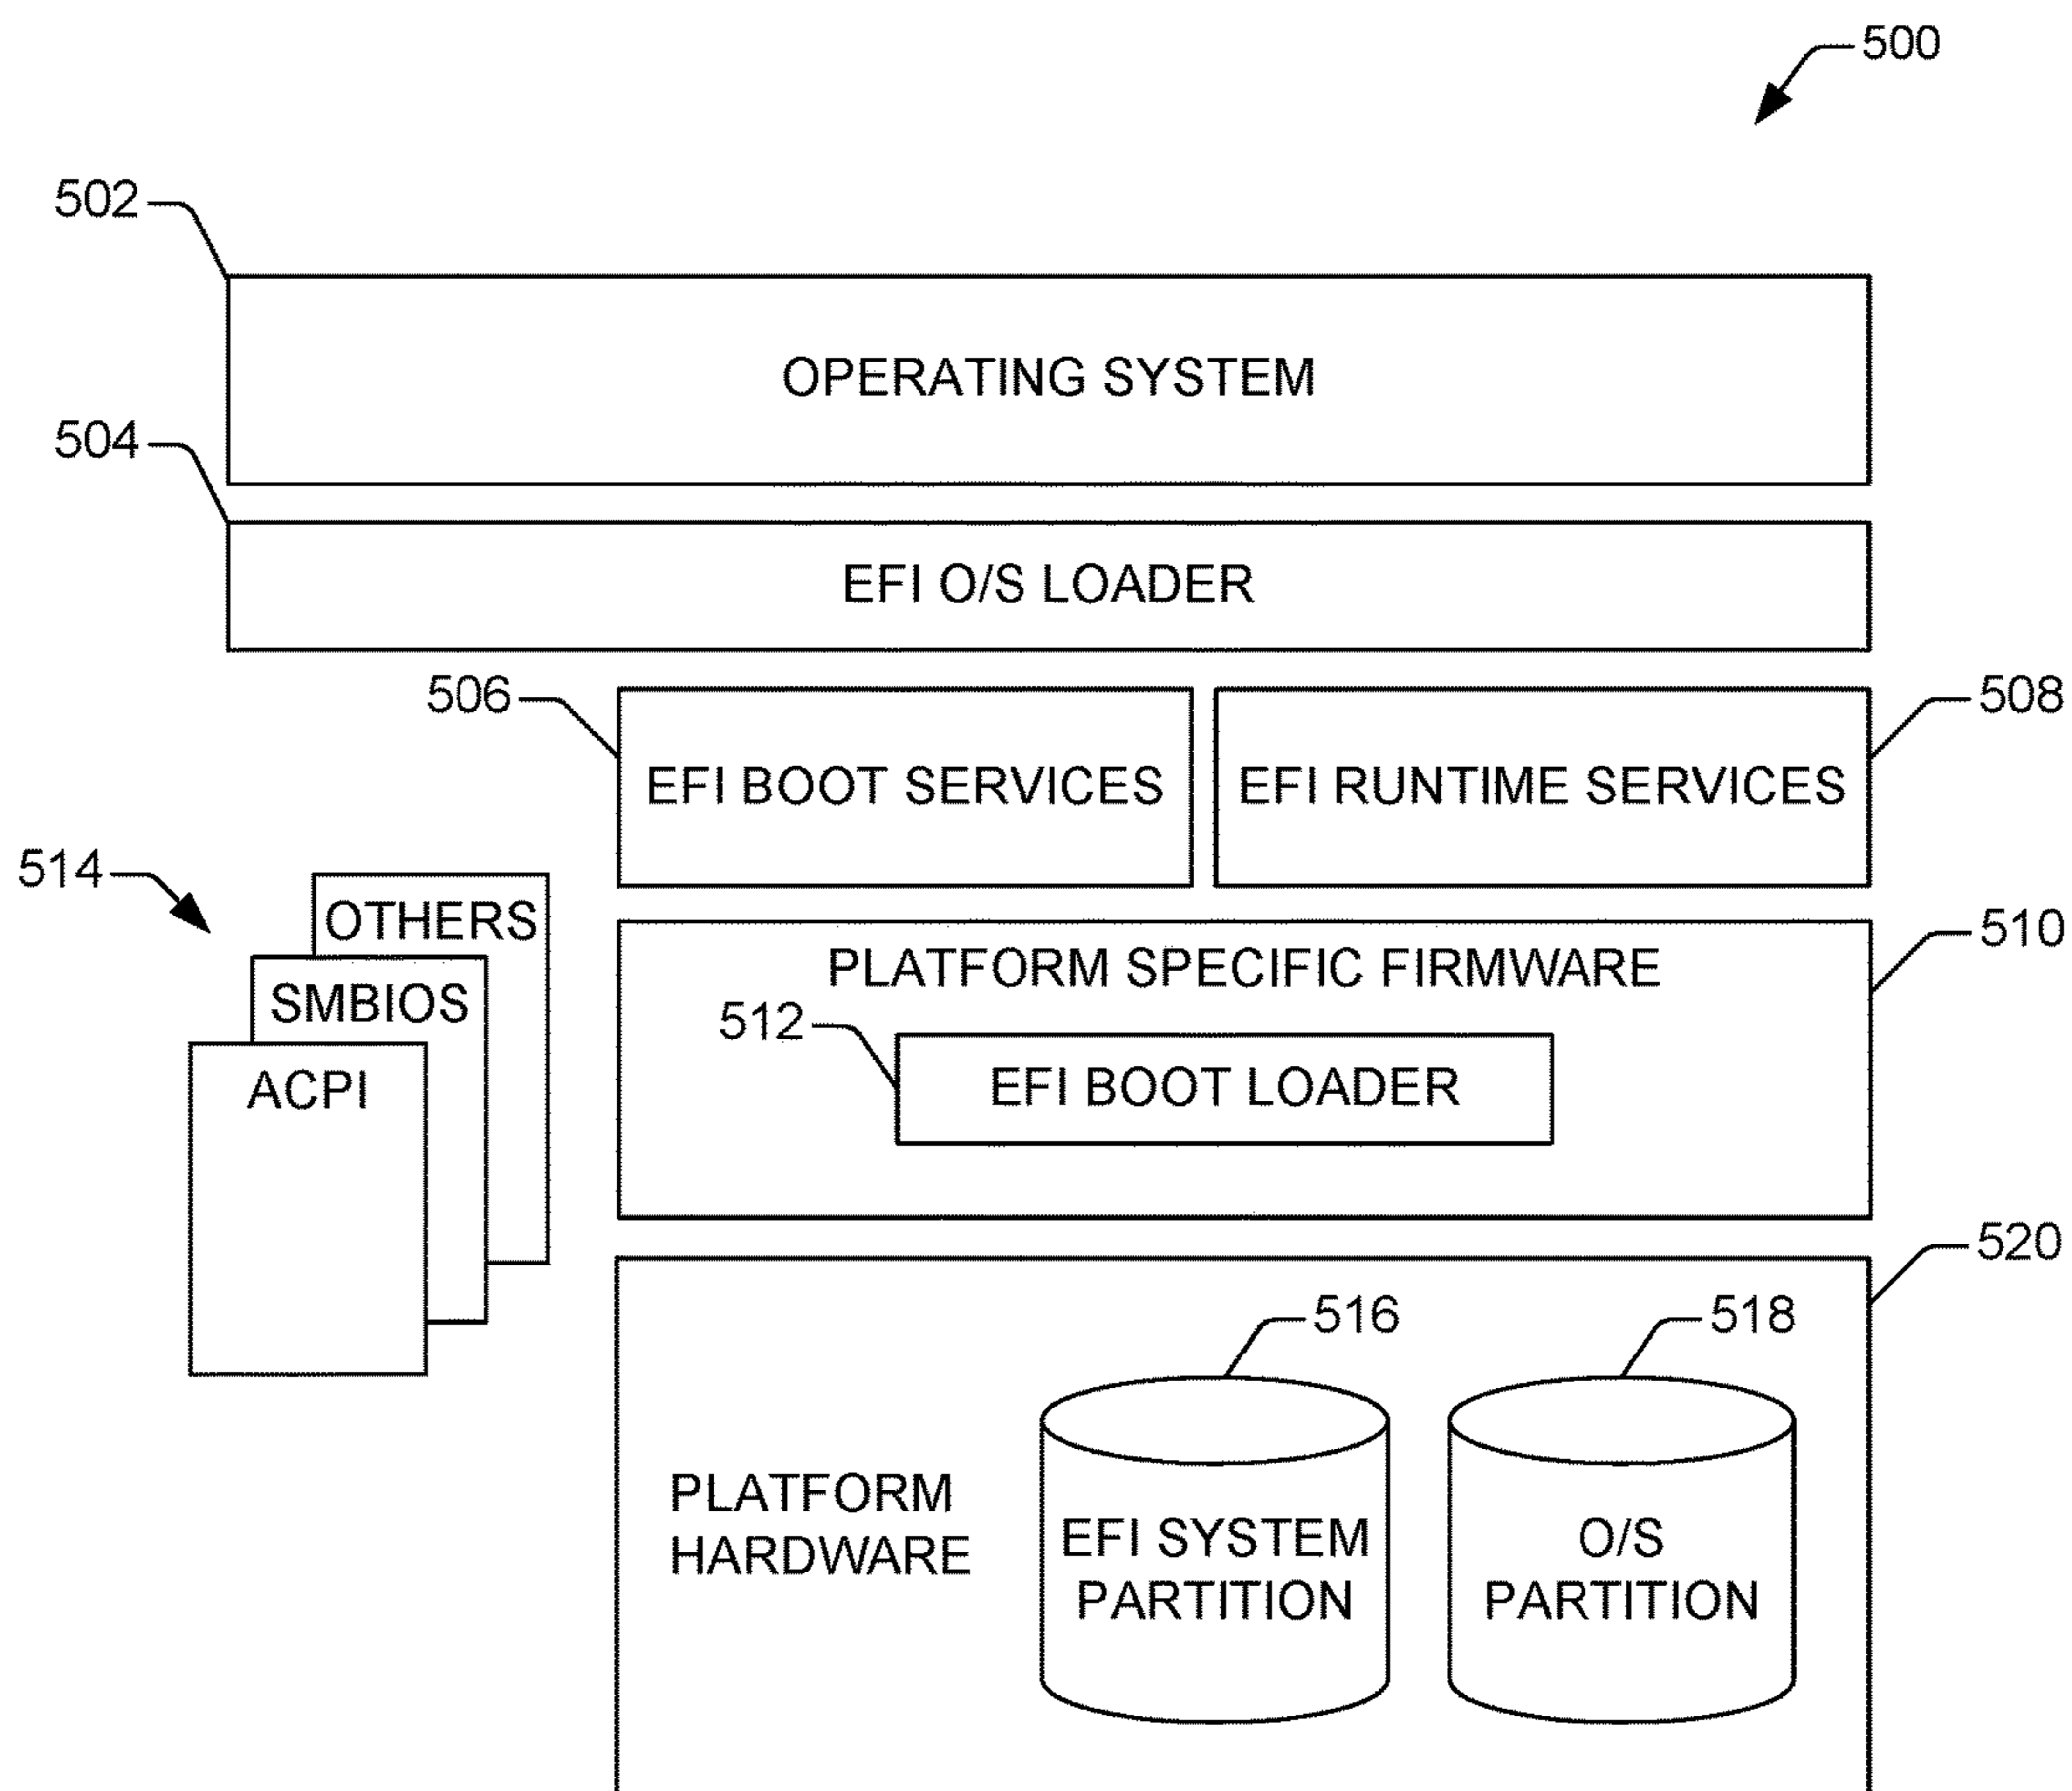 500
502
OPERATING SYSTEM
504
EFI O/S LOADER
506
508
EFI BOOT SERVICES
EFI RUNTIME SERVICES
514
OTHERS
SMBIOS
ACPI
510
PLATFORM SPECIFIC FIRMWARE
512
EFI BOOT LOADER
520
516
518
PLATFORM
HARDWARE
EFI SYSTEM
PARTITION
O/S
PARTITION